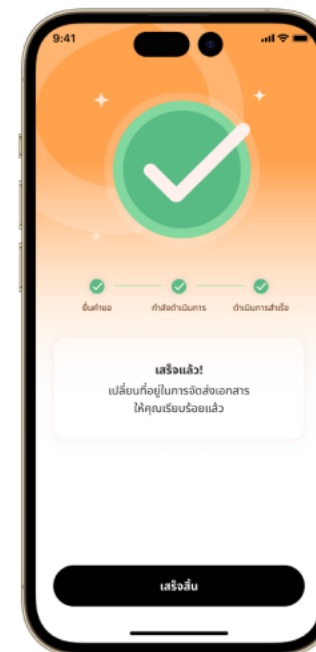 9:41
ยื่นคำขอ กำลังดำเนินการ ดำเนินการสำเร็จ
เสร็จแล้ว!
เปลี่ยนที่อยู่ในการจัดส่งเอกสาร
ให้คุณเรียบร้อยแล้ว
เสร็จสิ้น